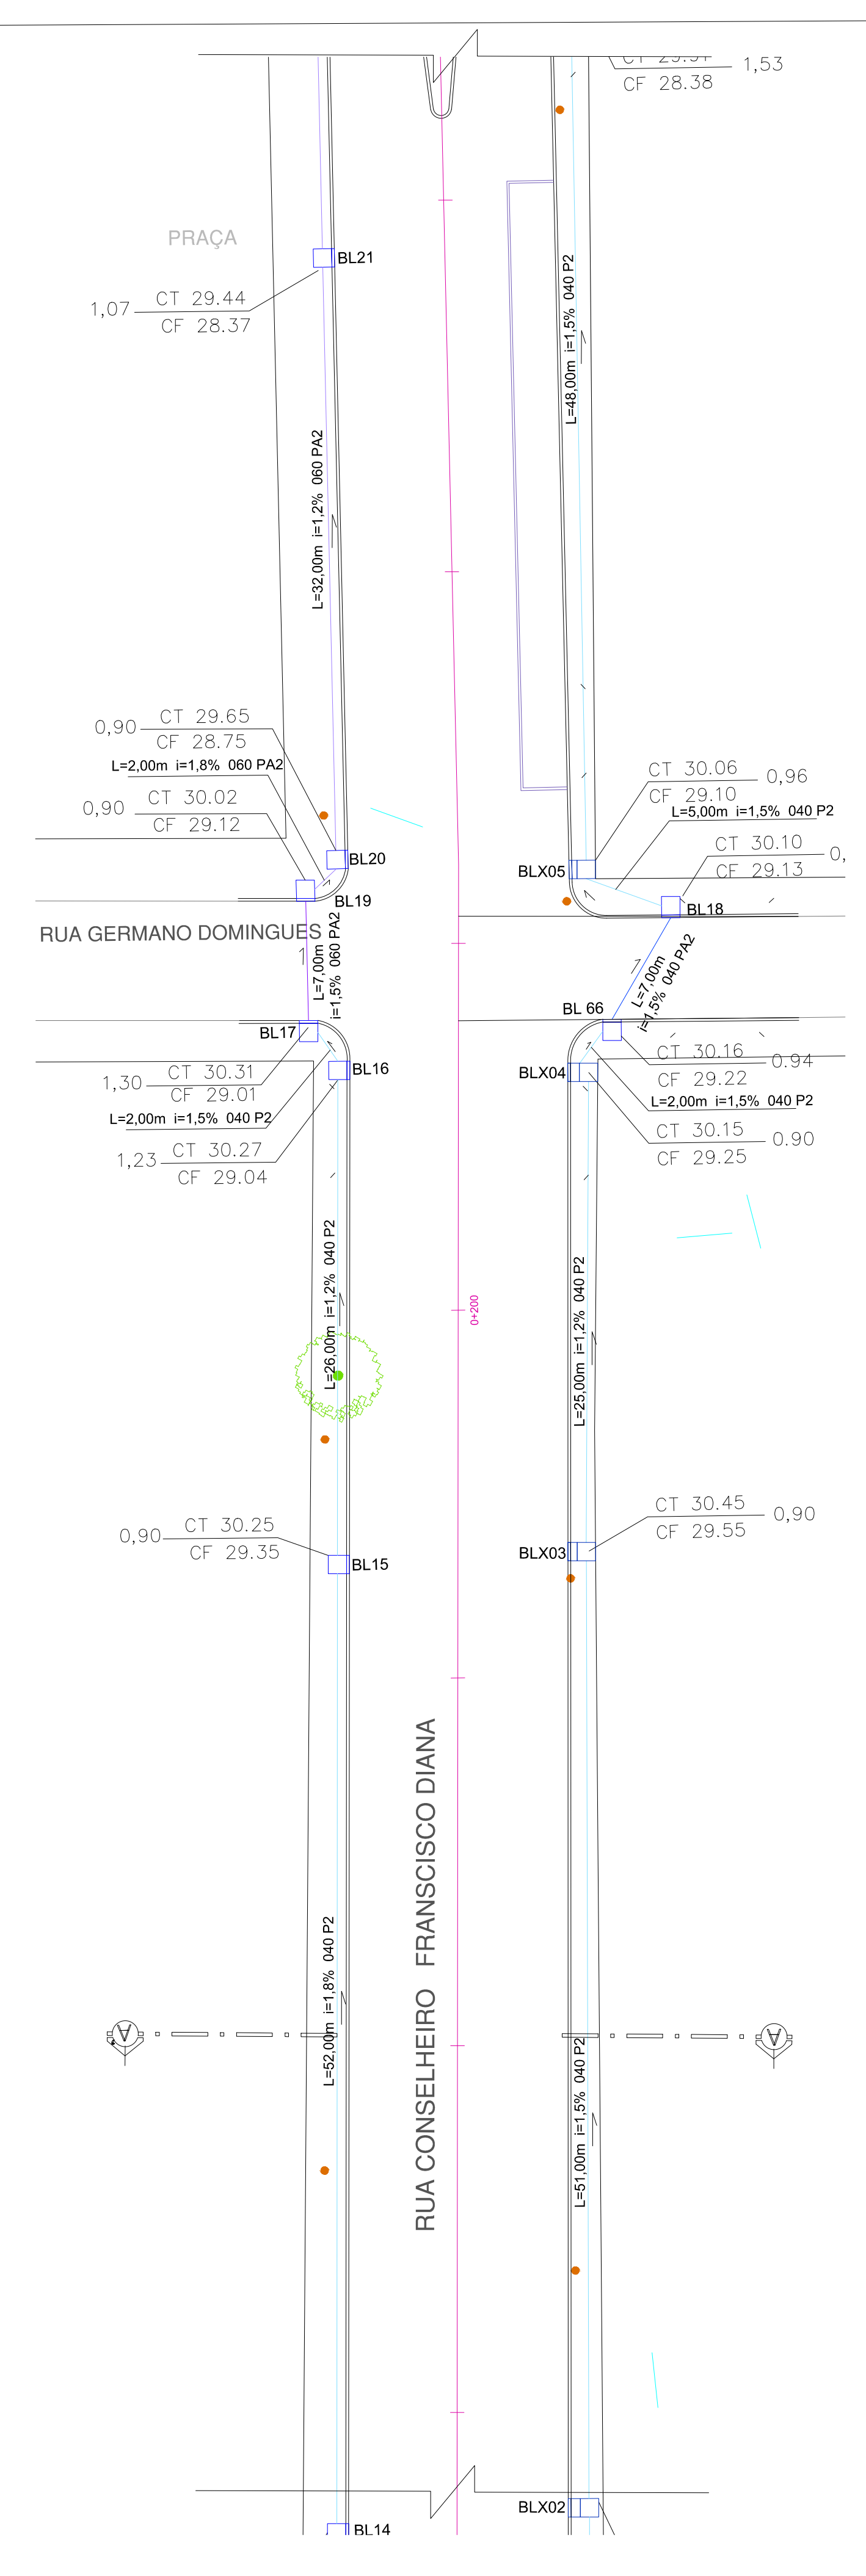 1,53
CF 28.38
PRAÇA
BL21
1,07 CT 29.44
CF 28.37
L=48,00m i=1,5% 040 P2
L=32,00m i=1,2% 060 PA2
0,90 CT 29.65
CF 28.75
L=2,00m i=1,8% 060 PA2
0,90 CT 30.02
CF 29.12
CT 30.06 0,96
CF 29.10
L=5,00m i=1,5% 040 P2
CT 30.10
CF 29.13
BL20
BLX05
BL19
BL18
RUA GERMANO DOMINGUES
L=7,00m
i=1,5% 060 PA2
L=7,00m
i=1,5% 040 PA2
BL 66
BL17
BL16
BLX04
1,30 CT 30.31
CF 29.01
L=2,00m i=1,5% 040 P2
1,23 CT 30.27
CF 29.04
CT 30.16 0.94
CF 29.22
L=2,00m i=1,5% 040 P2
CT 30.15 0.90
CF 29.25
L=26,00m i=1,2% 040 P2
L=25,00m i=1,2% 040 P2
0+200
0,90 CT 30.25
CF 29.35
BL15
BLX03
CT 30.45 0,90
CF 29.55
RUA CONSELHEIRO FRANSCISCO DIANA
L=52,00m i=1,8% 040 P2
L=51,00m i=1,5% 040 P2
A
A
BLX02
BL14